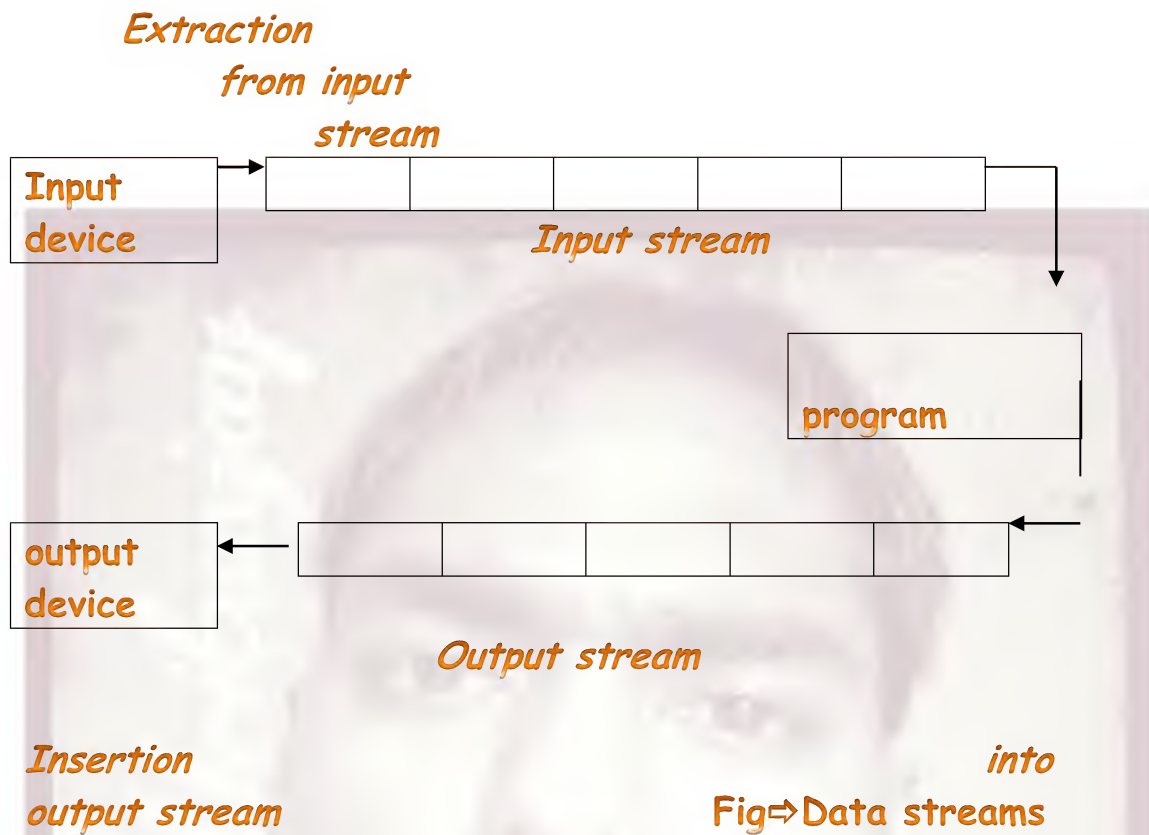 Extraction
from input
stream
Input
device
Input stream
program
output
device
Output stream
Insertion into
output stream
Fig⇨Data streams